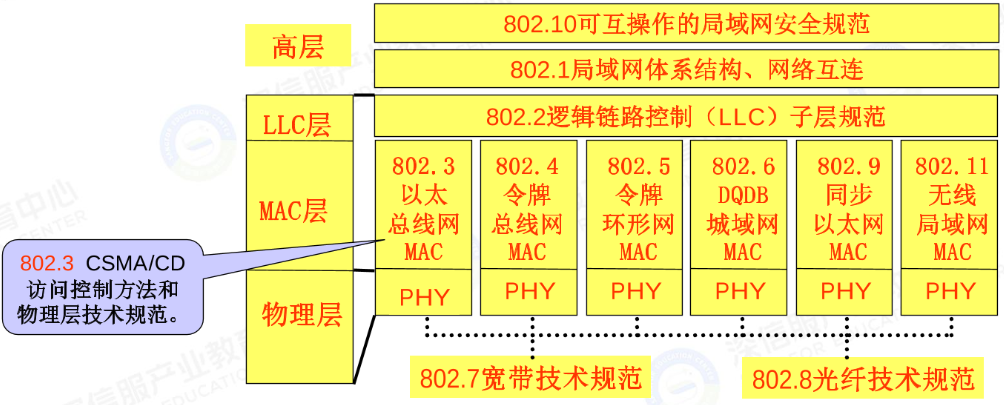 高层
802.10可互操作的局域网安全规范
802.1局域网体系结构、网络互连
LLC层
802.2逻辑链路控制（LLC）子层规范
MAC层
802.3
以太
总线网
MAC
802.4
令牌
总线网
MAC
802.5
令牌
环形网
MAC
802.6
DQDB
城域网
MAC
802.9
同步
以太网
MAC
802.11
无线
局域网
MAC
802.3 CSMA/CD
访问控制方法和
物理层技术规范。
物理层
PHY
PHY
PHY
PHY
PHY
PHY
802.7宽带技术规范
802.8光纤技术规范